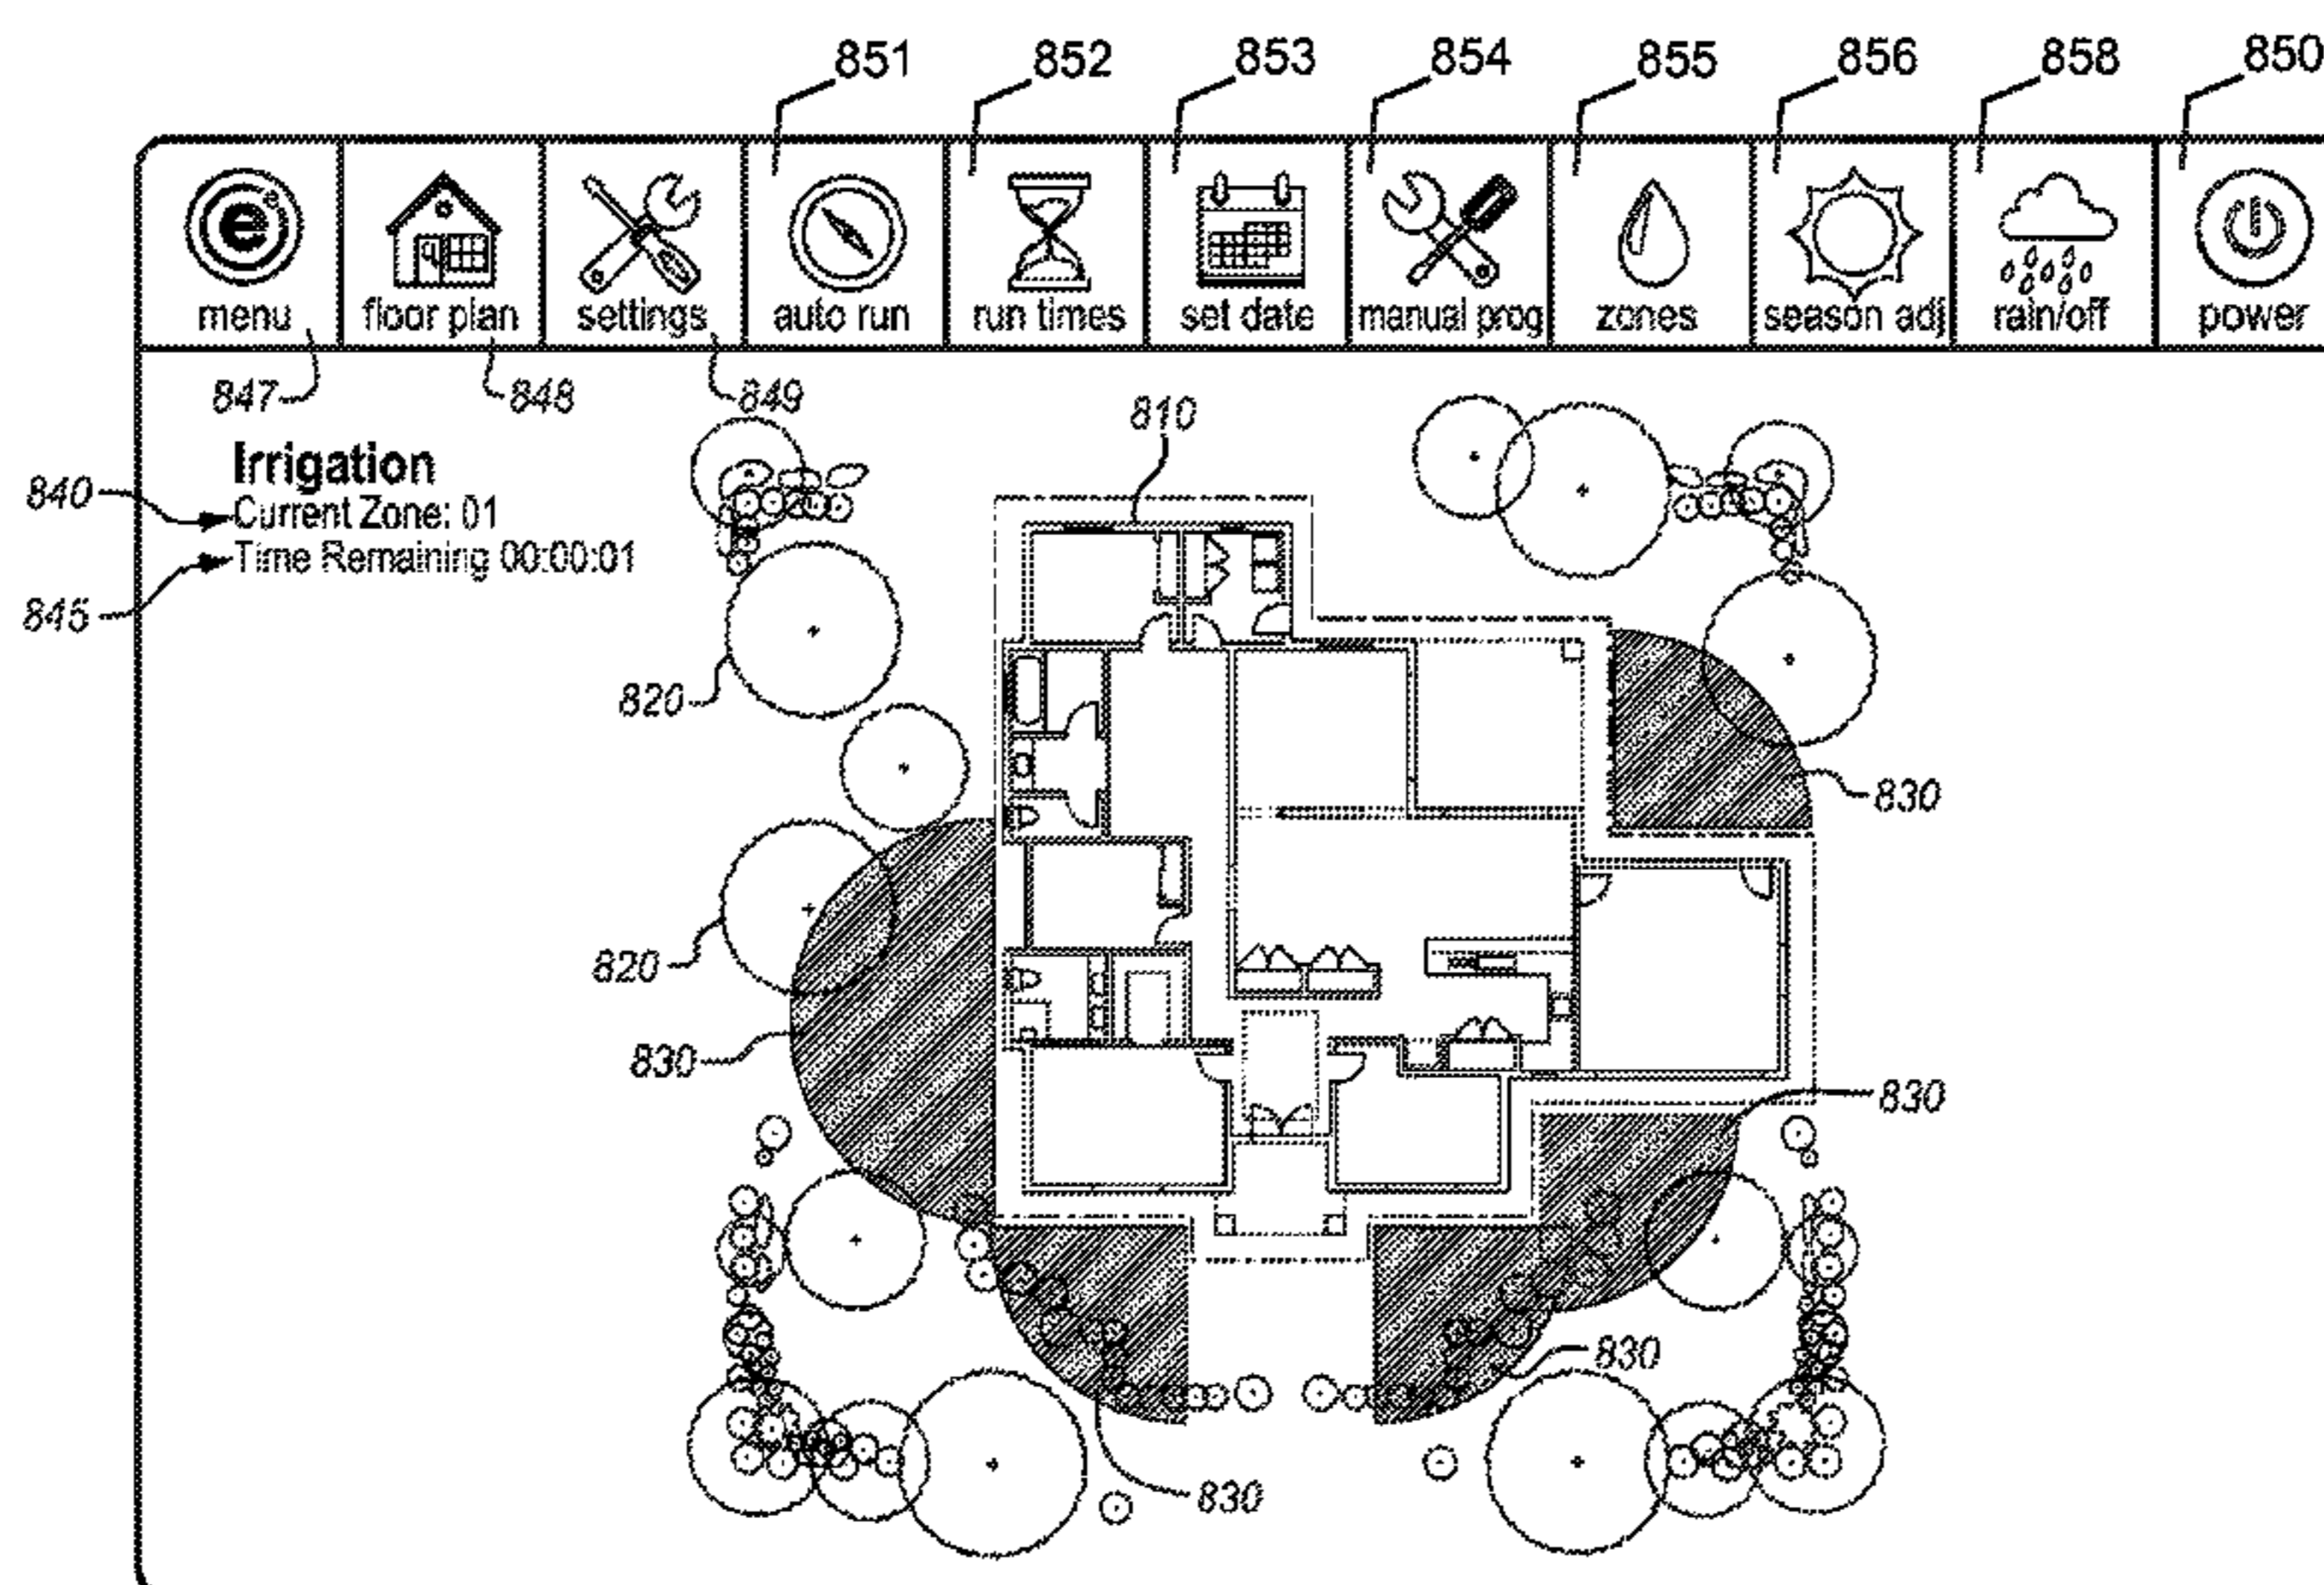 851 852 853 854 855 856 858 850
e e
menu floor plan settings auto run run times set date manual prog zones season adj rain/off power
847 848 849
810
Irrigation
840 Current Zone: 01
Time Remaining 00:00:01
845
820
830
820
830
830
830
830